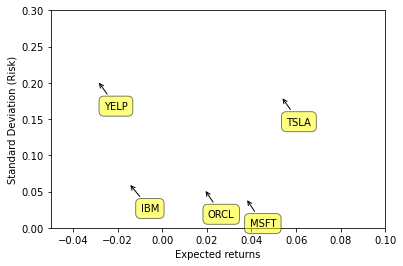 0.30
0.25
0.20
0.15
0.10
0.05
0.00
Standard Deviation (Risk)
YELP
TSLA
IBM
ORCL
MSFT
−0.04 −0.02 0.00 0.02 0.04 0.06 0.08 0.10
Expected returns